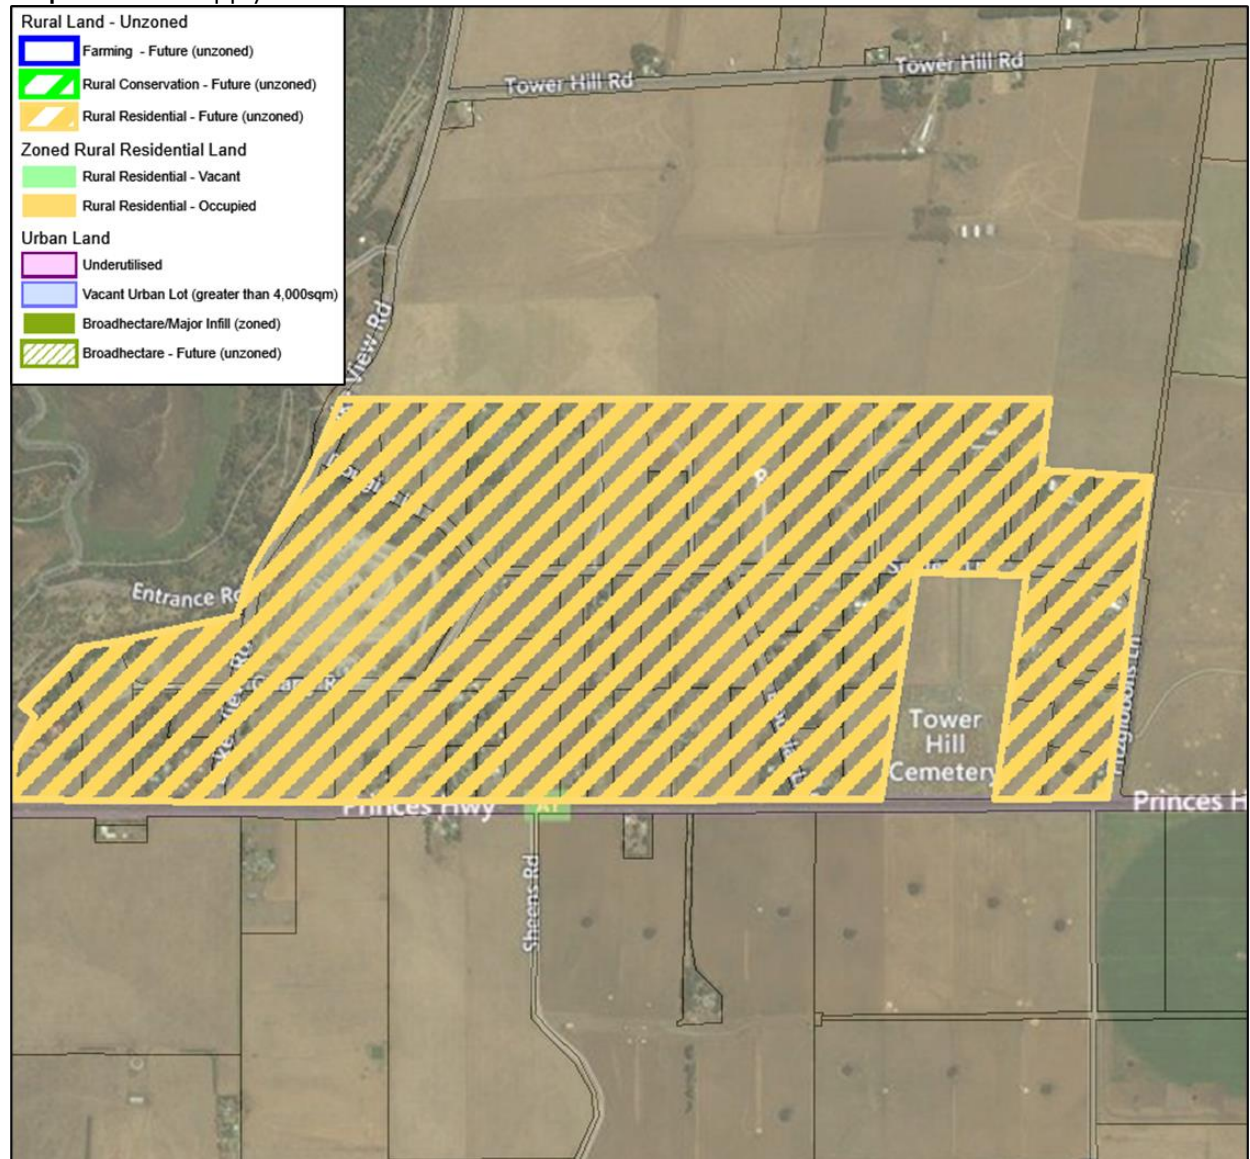 Rural Land - Unzoned
Farming - Future (unzoned)
Rural Conservation - Future (unzoned)
Rural Residential - Future (unzoned)
Zoned Rural Residential Land
Rural Residential - Vacant
Rural Residential - Occupied
Urban Land
Underutilised
Vacant Urban Lot (greater than 4,000sqm)
Broadhectare/Major Infill (zoned)
Broadhectare - Future (unzoned)
Tower Hill Rd
Tower Hill Rd
View Rd
Entrance Rd
Tower
Hill
Cemetery
Fitzgibbons Ln
Princes Hwy
A1
Princes H
Sheens Rd